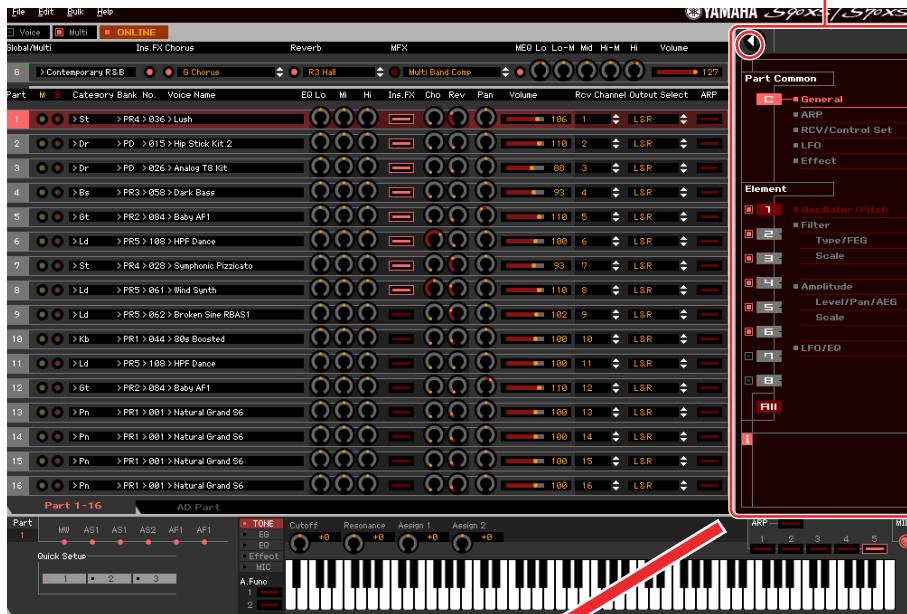 File Edit Bulk Help
YAMAHA S90XS/S70XS
Voice Multi ONLINE
Global/Multi Ins.FX Chorus Reverb MFX MEQ Lo Lo-M Mid Hi-M Hi Volume
G > Contemporary R&B G Chorus R3 Hall Multi Band Comp 127
Part M S Category Bank No. Voice Name EQ Lo Mi Hi Ins.FX Cho Rev Pan Volume Rcv Channel Output Select ARP
1 > St > PR4 > 036 > Lush 106 1 L&R
2 > Dr > PD > 015 > Hip Stick Kit 2 110 2 L&R
3 > Dr > PD > 026 > Analog T8 Kit 88 3 L&R
4 > Bs > PR3 > 058 > Dark Bass 93 4 L&R
5 > Gt > PR2 > 084 > Baby AF1 110 5 L&R
6 > Ld > PR5 > 108 > HPF Dance 100 6 L&R
7 > St > PR4 > 028 > Symphonic Pizzicato 93 7 L&R
8 > Ld > PR5 > 061 > Wind Synth 110 8 L&R
9 > Ld > PR5 > 062 > Broken Sine RBAS1 102 9 L&R
10 > Kb > PR1 > 044 > 80s Boosted 100 10 L&R
11 > Ld > PR5 > 108 > HPF Dance 100 11 L&R
12 > Gt > PR2 > 084 > Baby AF1 110 12 L&R
13 > Pn > PR1 > 001 > Natural Grand S6 100 13 L&R
14 > Pn > PR1 > 001 > Natural Grand S6 100 14 L&R
15 > Pn > PR1 > 001 > Natural Grand S6 100 15 L&R
16 > Pn > PR1 > 001 > Natural Grand S6 100 16 L&R
Part 1-16 AD Part
Part Common
C General
ARP
RCV/Control Set
LFO
Effect
Element
1 Oscillator/Pitch
Filter
2 Type/FEG
3 Scale
4 Amplitude
5 Level/Pan/AEG
Scale
6
7 LFO/EQ
8
All
i
Part MW AS1 AS1 AS2 AF1 AF1
1
Quick Setup
1 2 3
TONE
EG
EQ
Effect
MIC
A.Func
1
2
Cutoff Resonance Assign 1 Assign 2
+0 +0 +0 +0
ARP
1 2 3 4 5